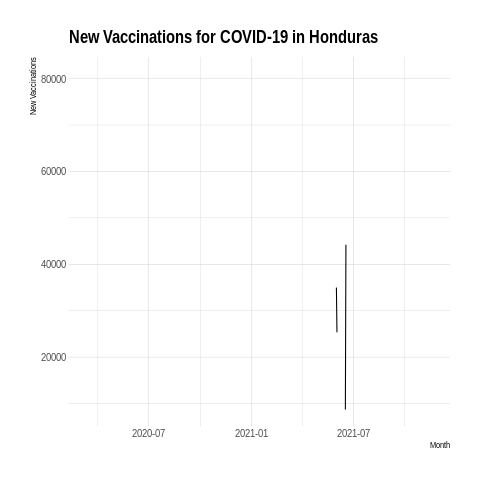 New Vaccinations for COVID-19 in Honduras
New Vaccinations
80000
60000
40000
20000
2020-07 2021-01 2021-07
Month